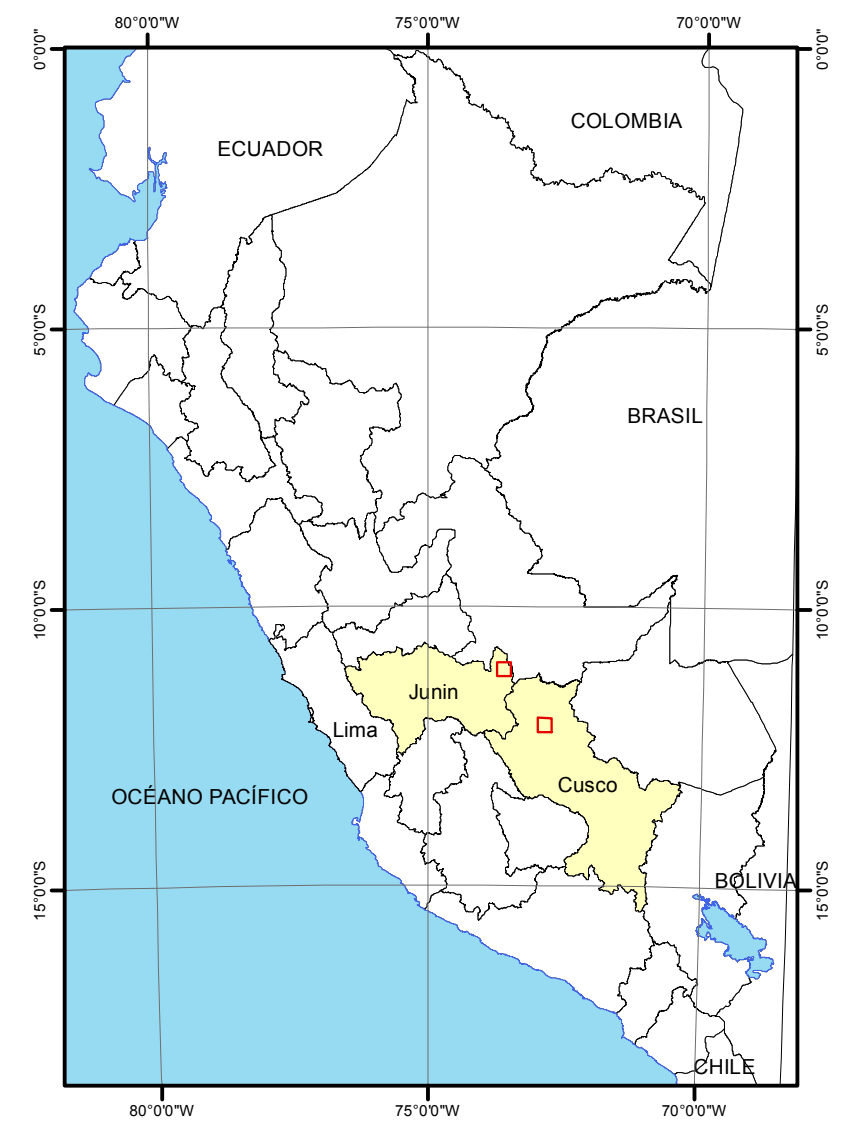 80°0'0"W 75°0'0"W 70°0'0"W
0°0'0" 0°0'0"
COLOMBIA
ECUADOR
5°0'0"S 5°0'0"S
BRASIL
10°0'0"S 10°0'0"S
Junin
Lima
Cusco
OCÉANO PACÍFICO
BOLIVIA
15°0'0"S 15°0'0"S
CHILE
80°0'0"W 75°0'0"W 70°0'0"W